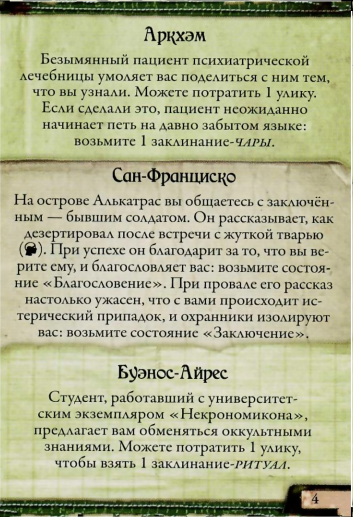 Аркхэм
Безымянный пациент психиатрической
лечебницы умоляет вас поделиться с ним тем,
что вы узнали. Можете потратить 1 улику.
Если сделали это, пациент неожиданно
начинает петь на давно забытом языке:
возьмите 1 заклинание-ЧАРЫ.
Сан-Франциско
На острове Алькатрас вы общаетесь с заключён-
ным — бывшим солдатом. Он рассказывает, как
дезертировал после встречи с жуткой тварью
(). При успехе он благодарит за то, что вы ве-
рите ему, и благословляет вас: возьмите состоя-
ние «Благословение». При провале его рассказ
настолько ужасен, что с вами происходит ис-
терический припадок, и охранники изолируют
вас: возьмите состояние «Заключение».
Буэнос-Айрес
Студент, работавший с университет-
ским экземпляром «Некрономикона»,
предлагает вам обменяться оккультными
знаниями. Можете потратить 1 улику,
чтобы взять 1 заклинание-РИТУАЛ.
4